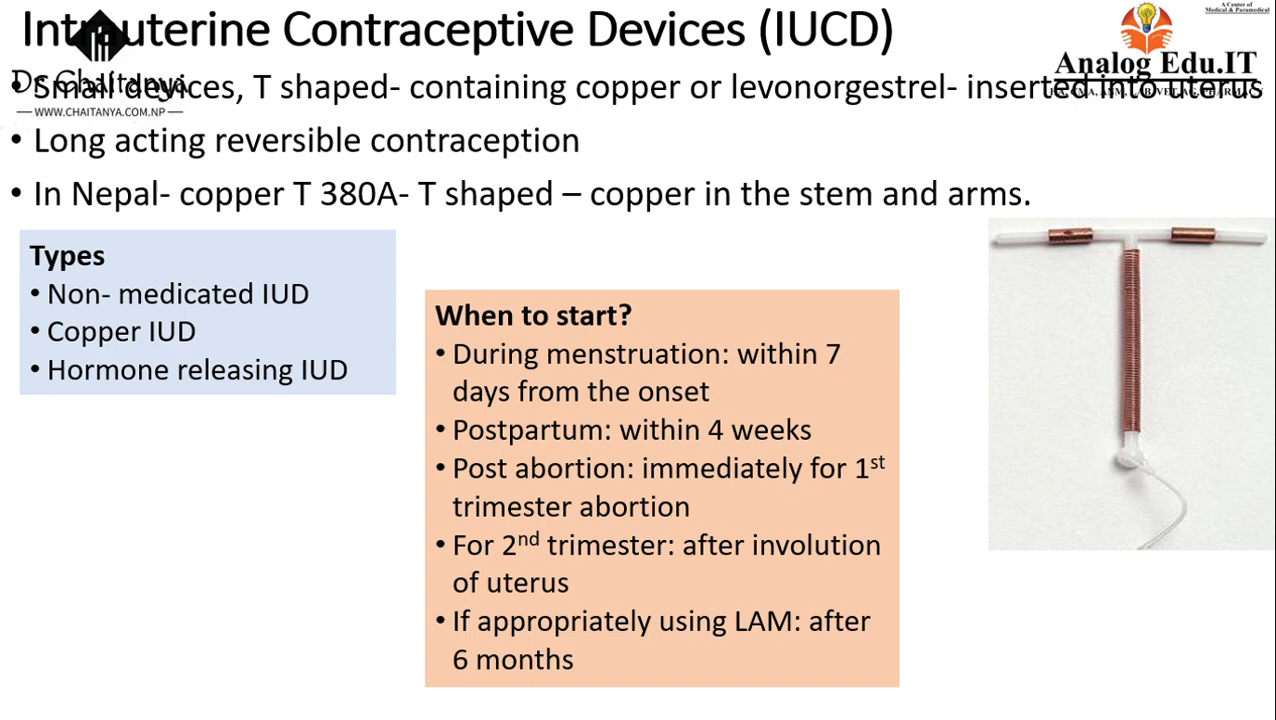 Intrauterine Contraceptive Devices (IUCD)
A Center of
Medical & Paramedical
Analog Edu.IT
Dr Chaitanya
WWW.CHAITANYA.COM.NP
• Small devices, T shaped- containing copper or levonorgestrel- inserted into uterus
• Long acting reversible contraception
• In Nepal- copper T 380A- T shaped – copper in the stem and arms.
Types
• Non- medicated IUD
• Copper IUD
• Hormone releasing IUD
When to start?
• During menstruation: within 7
days from the onset
• Postpartum: within 4 weeks
• Post abortion: immediately for 1st
trimester abortion
• For 2nd trimester: after involution
of uterus
• If appropriately using LAM: after
6 months